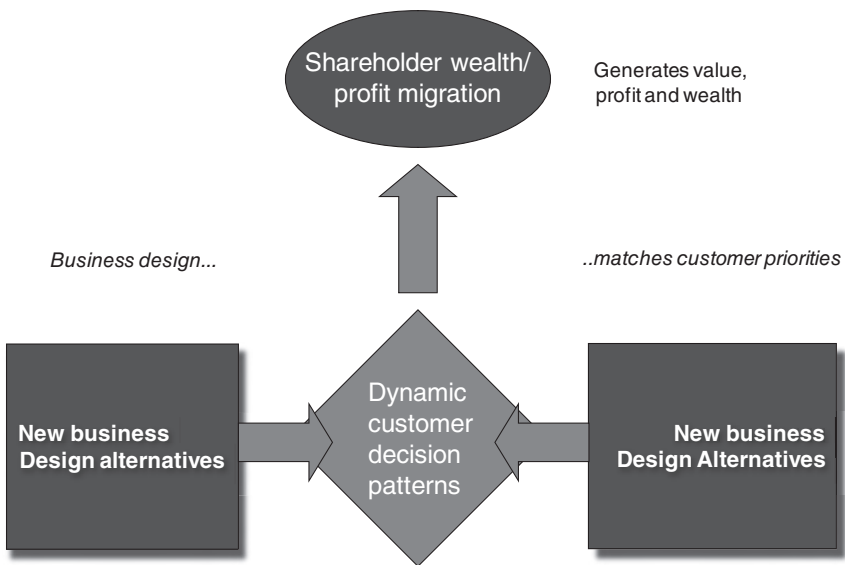 Shareholder wealth/
profit migration
Generates value,
profit and wealth
Business design...
..matches customer priorities
New business
Design alternatives
Dynamic
customer
decision
patterns
New business
Design Alternatives